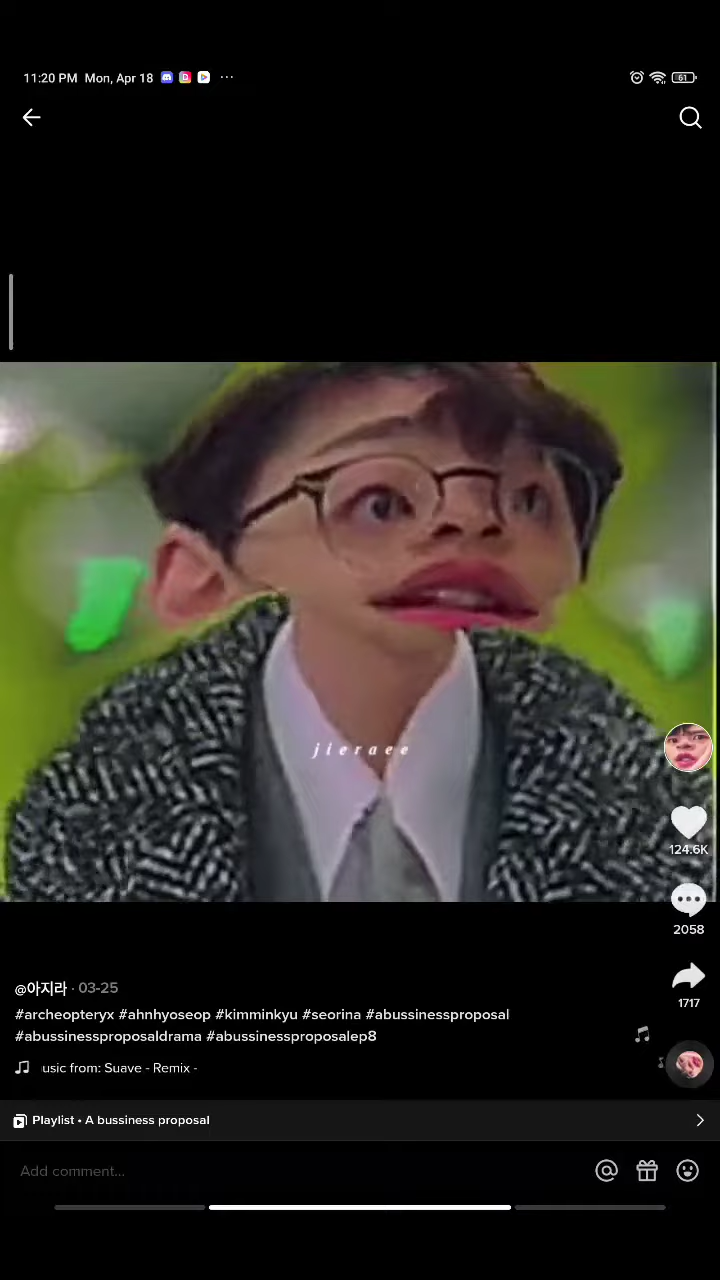 11:20 PM Mon, Apr 18
61
jieraee
124.6K
2058
1717
@아지라 · 03-25
#archeopteryx #ahnhyoseop #kimminkyu #seorina #abussinessproposal
#abussinessproposaldrama #abussinessproposalep8
usic from: Suave - Remix -
Playlist • A bussiness proposal
Add comment...